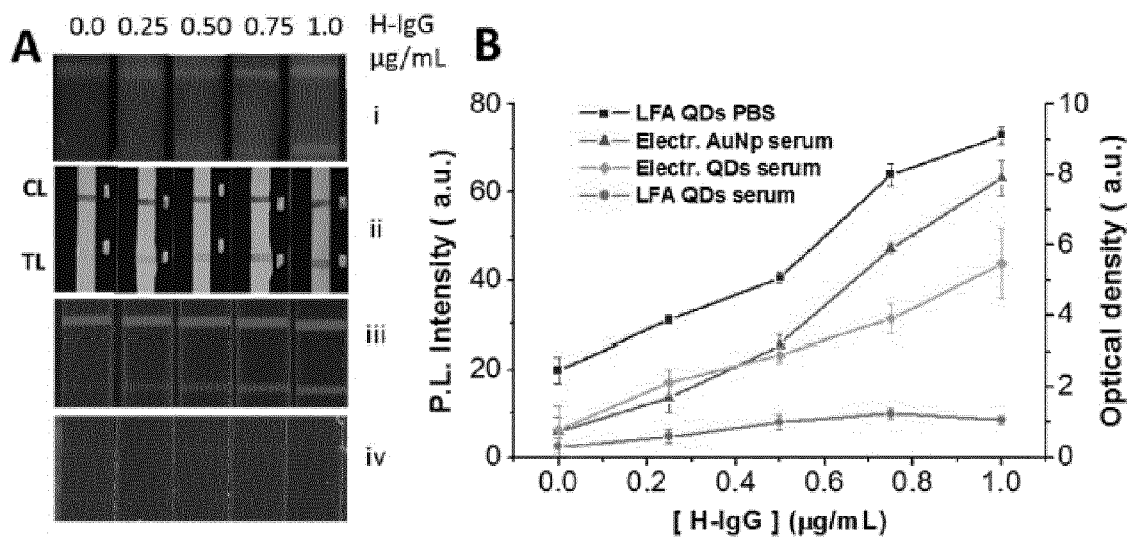 A
0.0 0.25 0.50 0.75 1.0 H-IgG
µg/mL
i
CL
TL
ii
iii
iv
B
LFA QDs PBS
Electr. AuNp serum
Electr. QDs serum
LFA QDs serum
P.L. Intensity ( a.u.)
80
60
40
20
0
Optical density ( a.u.)
10
8
6
4
2
0
0.0 0.2 0.4 0.6 0.8 1.0
[ H-IgG ] (µg/mL)